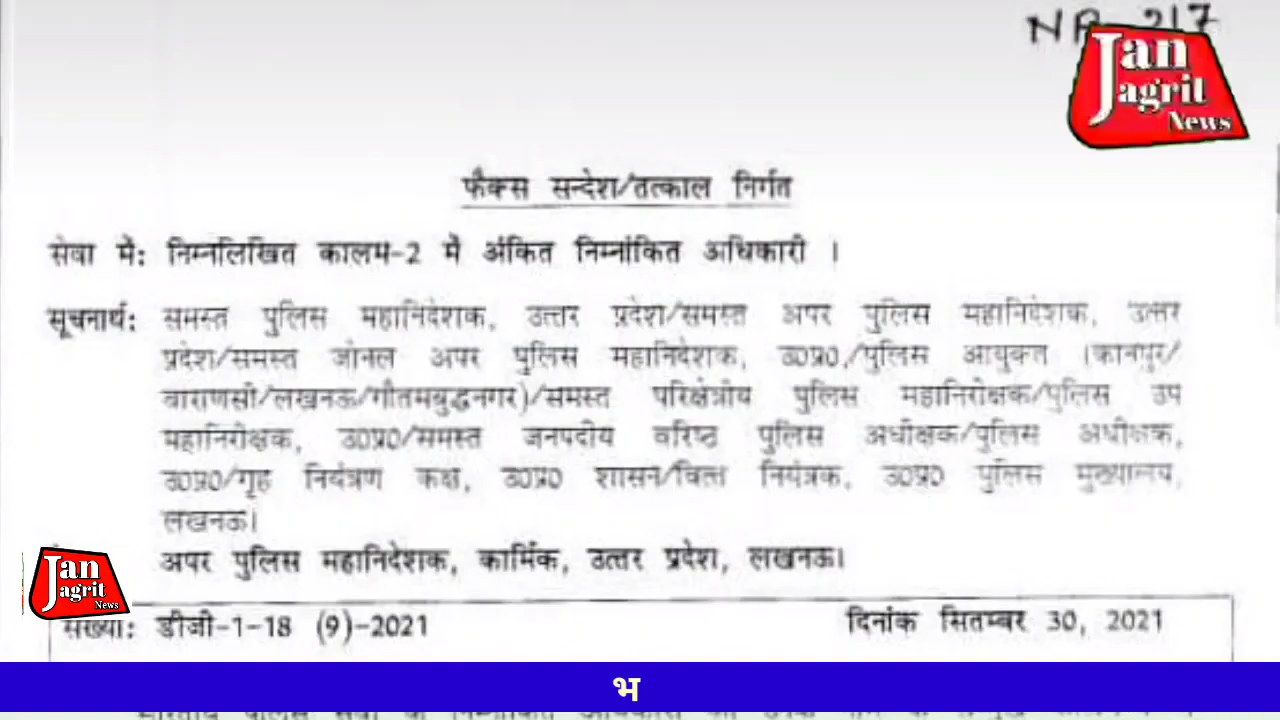 217
Jan
Jagrit
News
फैक्स सन्देश/तत्काल निर्गत
सेवा में: निम्नलिखित कालम-2 में अंकित निम्नांकित अधिकारी ।
सूचनार्थ: समस्त पुलिस महानिदेशक, उत्तर प्रदेश/समस्त अपर पुलिस महानिदेशक, उत्तर
प्रदेश/समस्त जोनल अपर पुलिस महानिदेशक, उ0प्र0,/पुलिस आयुक्त (कानपुर/
वाराणसी/लखनऊ/गौतमबुद्धनगर)/समस्त परिक्षेत्रीय पुलिस महानिरीक्षक/पुलिस उप
महानिरीक्षक, उ0प्र0/समस्त जनपदीय वरिष्ठ पुलिस अधीक्षक/पुलिस अधीक्षक,
उ0प्र0/गृह नियंत्रण कक्ष, उ0प्र0 शासन/वित्त नियंत्रक, उ0प्र0 पुलिस मुख्यालय,
लखनऊ।
अपर पुलिस महानिदेशक, कार्मिक, उत्तर प्रदेश, लखनऊ।
Jan
Jagrit
News
संख्या: डीजी-1-18 (9)-2021 दिनांक सितम्बर 30, 2021
भ